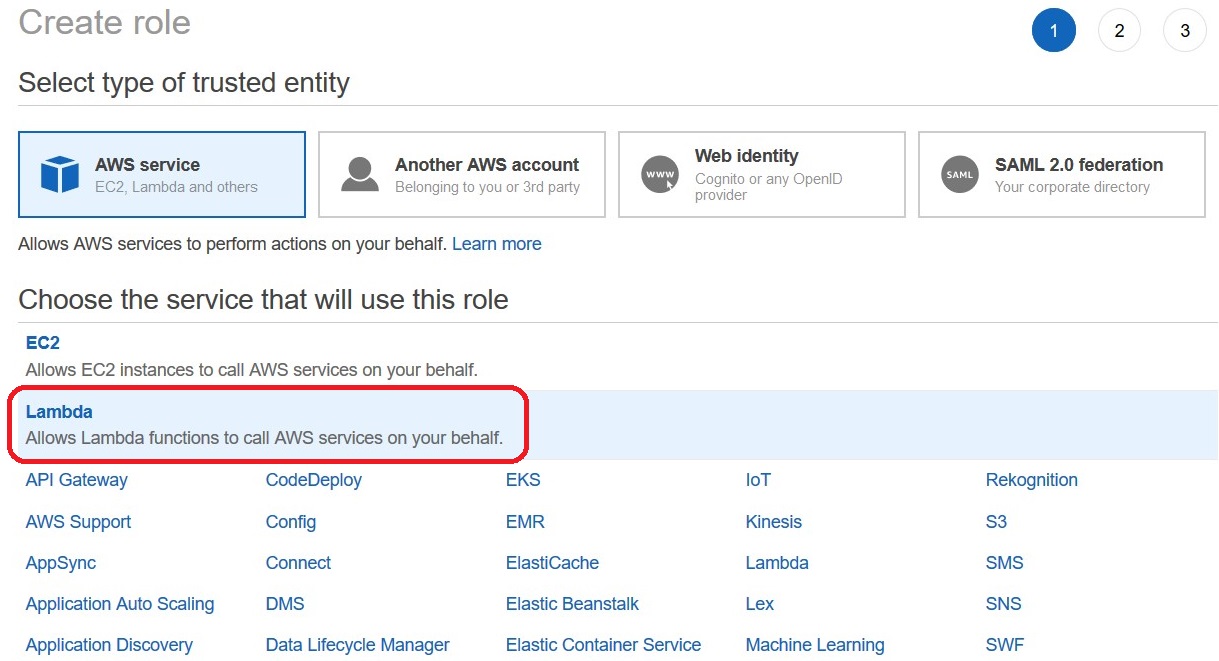 Create role
1 2 3
Select type of trusted entity
AWS service
EC2, Lambda and others
Another AWS account
Belonging to you or 3rd party
www
Web identity
Cognito or any OpenID
provider
SAML
SAML 2.0 federation
Your corporate directory
Allows AWS services to perform actions on your behalf. Learn more
Choose the service that will use this role
EC2
Allows EC2 instances to call AWS services on your behalf.
Lambda
Allows Lambda functions to call AWS services on your behalf.
API Gateway CodeDeploy EKS IoT Rekognition
AWS Support Config EMR Kinesis S3
AppSync Connect ElastiCache Lambda SMS
Application Auto Scaling DMS Elastic Beanstalk Lex SNS
Application Discovery Data Lifecycle Manager Elastic Container Service Machine Learning SWF